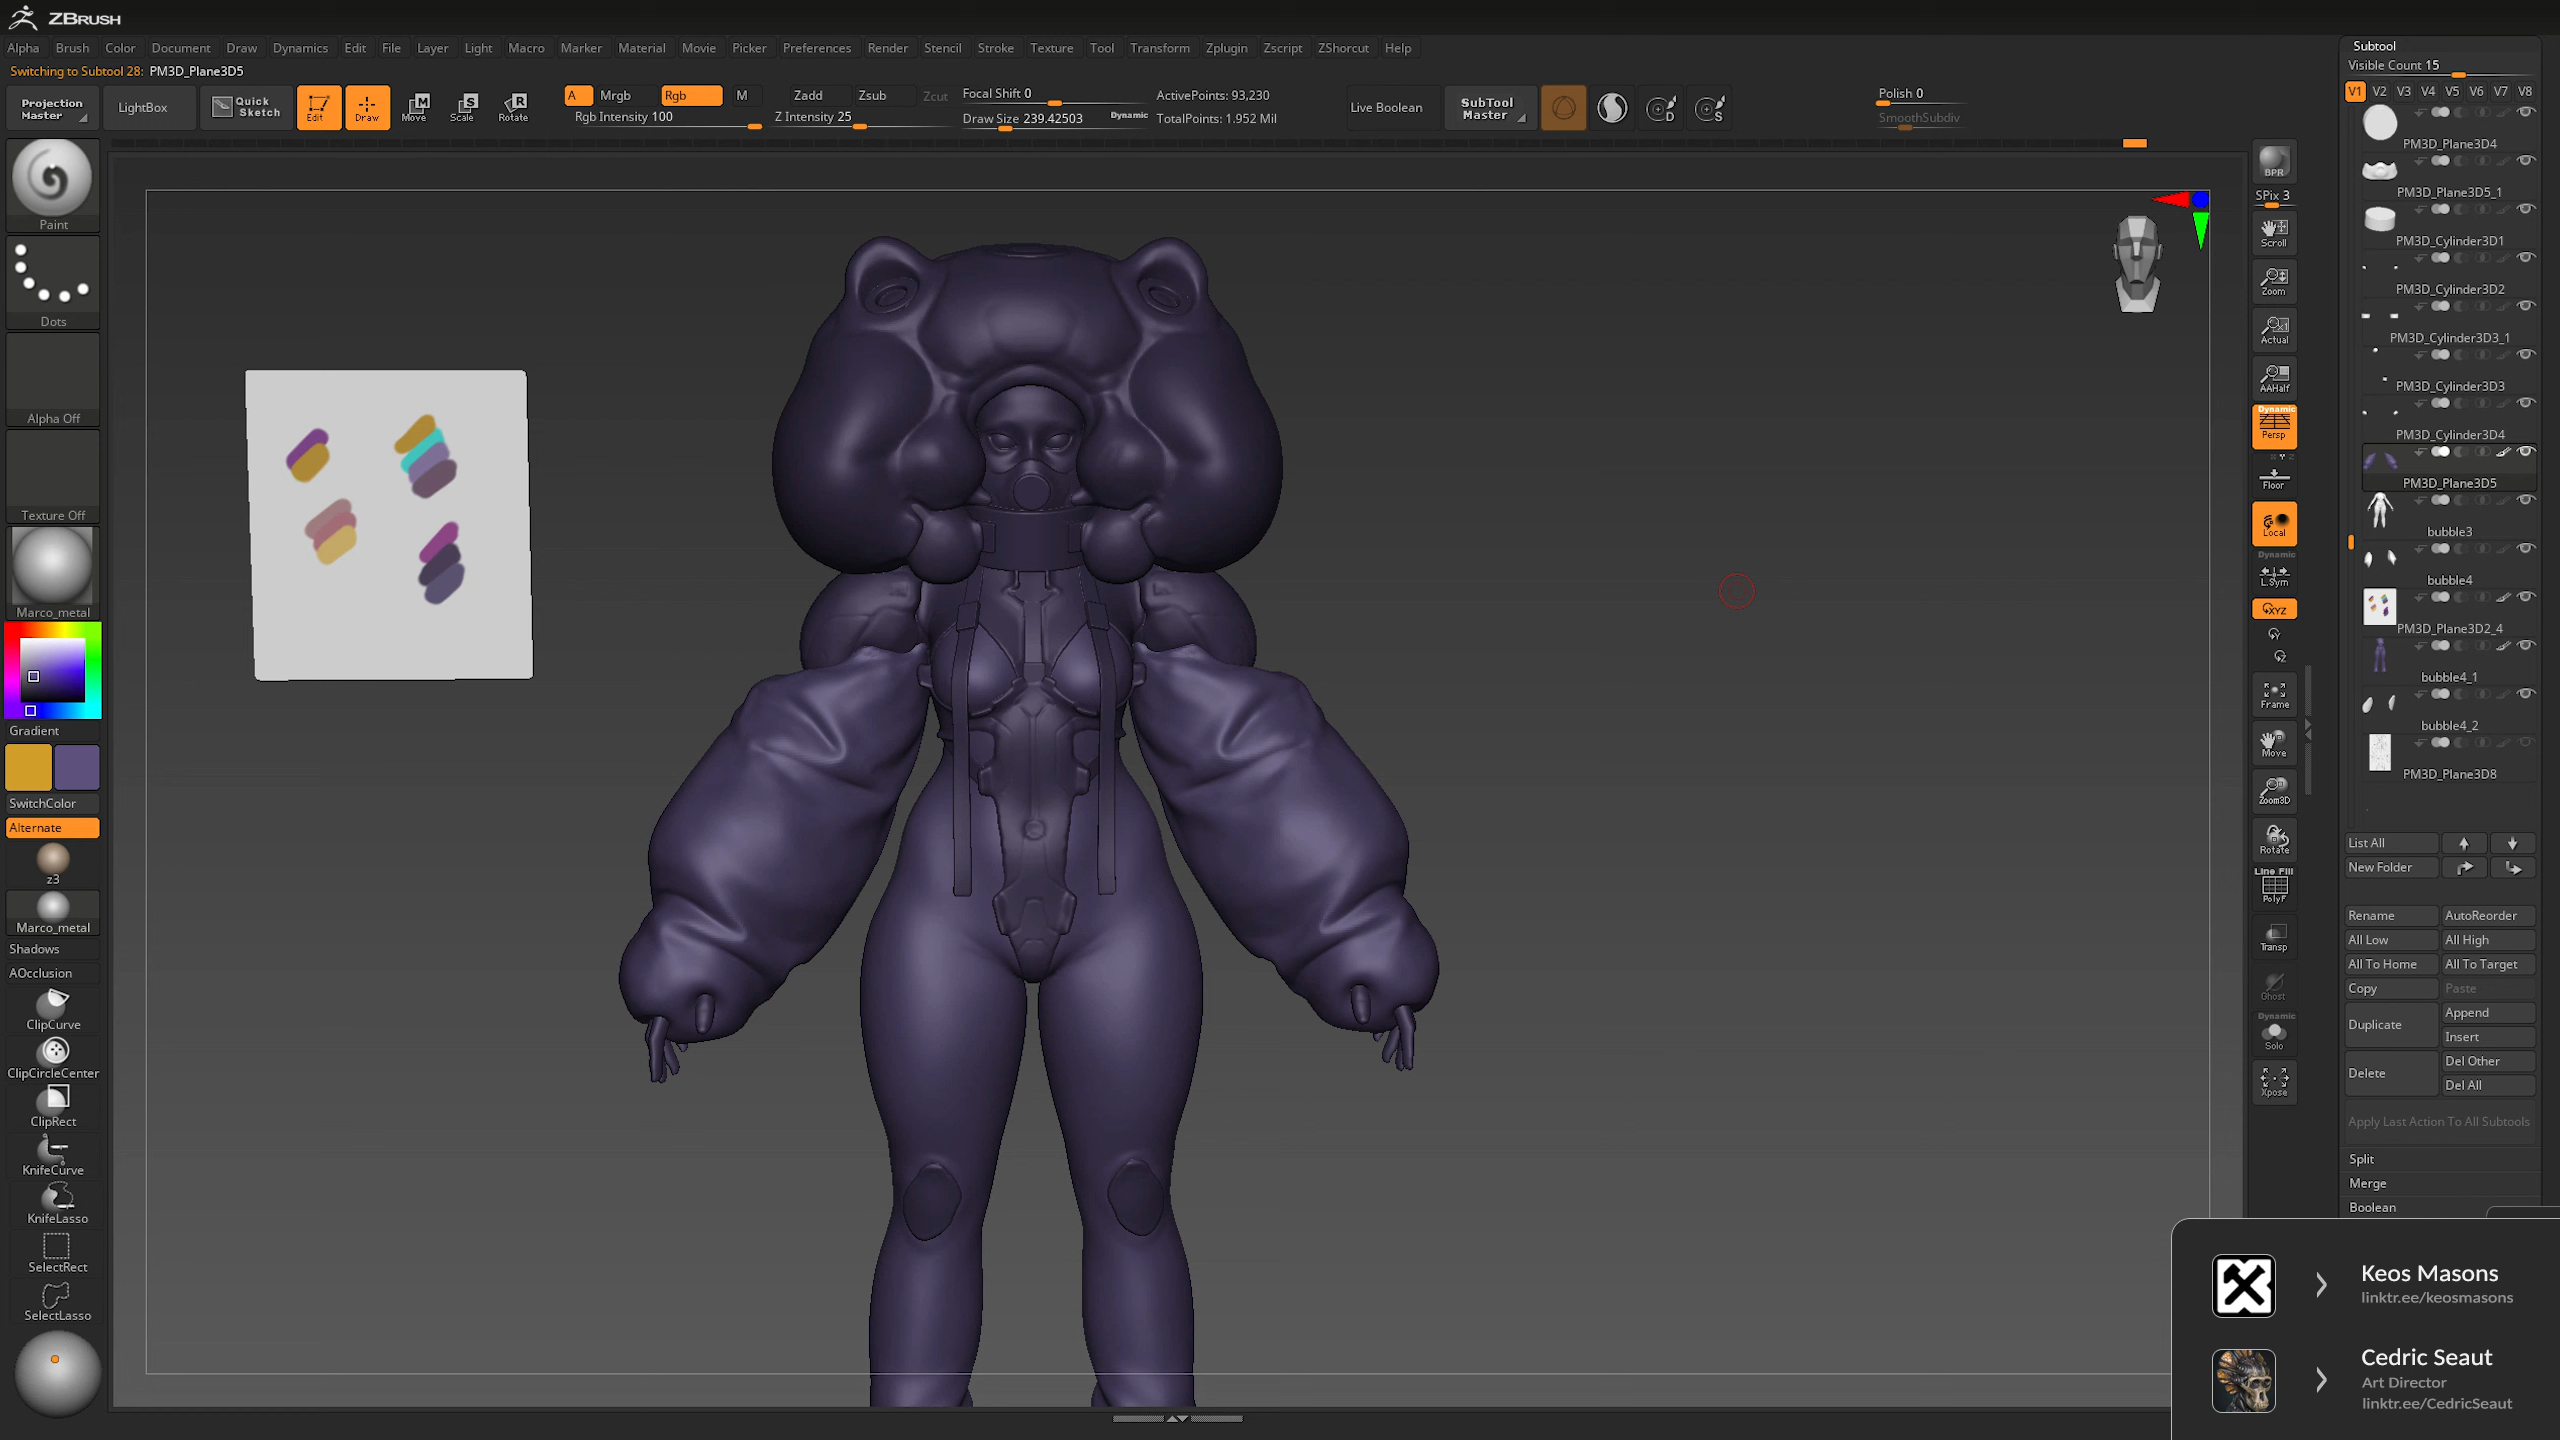 ZBRUSH
Alpha Brush Color Document Draw Dynamics Edit File Layer Light Macro Marker Material Movie Picker Preferences Render Stencil Stroke Texture Tool Transform Zplugin Zscript ZShorcut Help
Switching to Subtool 28: PM3D_Plane3D5
Projection Master
LightBox
Quick Sketch
Edit
Draw
Move
Scale
Rotate
A Mrgb Rgb M
Rgb Intensity 100
Zadd Zsub Zcut
Z Intensity 25
Focal Shift 0
Draw Size 239.42503
Dynamic
ActivePoints: 93,230
TotalPoints: 1.952 Mil
Live Boolean
SubTool Master
Polish 0
SmoothSubdiv
Paint
Dots
Alpha Off
Texture Off
Marco_metal
Gradient
SwitchColor
Alternate
z3
Marco_metal
Shadows
AOcclusion
ClipCurve
ClipCircleCenter
ClipRect
KnifeCurve
KnifeLasso
SelectRect
SelectLasso
BPR
SPix 3
Scroll
Zoom
Actual
AAHalf
Dynamic
Persp
Floor
Local
Dynamic
L.Sym
XYZ
Frame
Move
Zoom3D
Rotate
Line Fill
PolyF
Transp
Ghost
Dynamic
Solo
Xpose
Subtool
Visible Count 15
V1 V2 V3 V4 V5 V6 V7 V8
PM3D_Plane3D4
PM3D_Plane3D5_1
PM3D_Cylinder3D1
PM3D_Cylinder3D2
PM3D_Cylinder3D3_1
PM3D_Cylinder3D3
PM3D_Cylinder3D4
PM3D_Plane3D5
bubble3
bubble4
PM3D_Plane3D2_4
bubble4_1
bubble4_2
PM3D_Plane3D8
List All
New Folder
Rename AutoReorder
All Low All High
All To Home All To Target
Copy Paste
Duplicate Append
Insert
Delete Del Other
Del All
Apply Last Action To All Subtools
Split
Merge
Boolean
Keos Masons
linktr.ee/keosmasons
Cedric Seaut
Art Director
linktr.ee/CedricSeaut